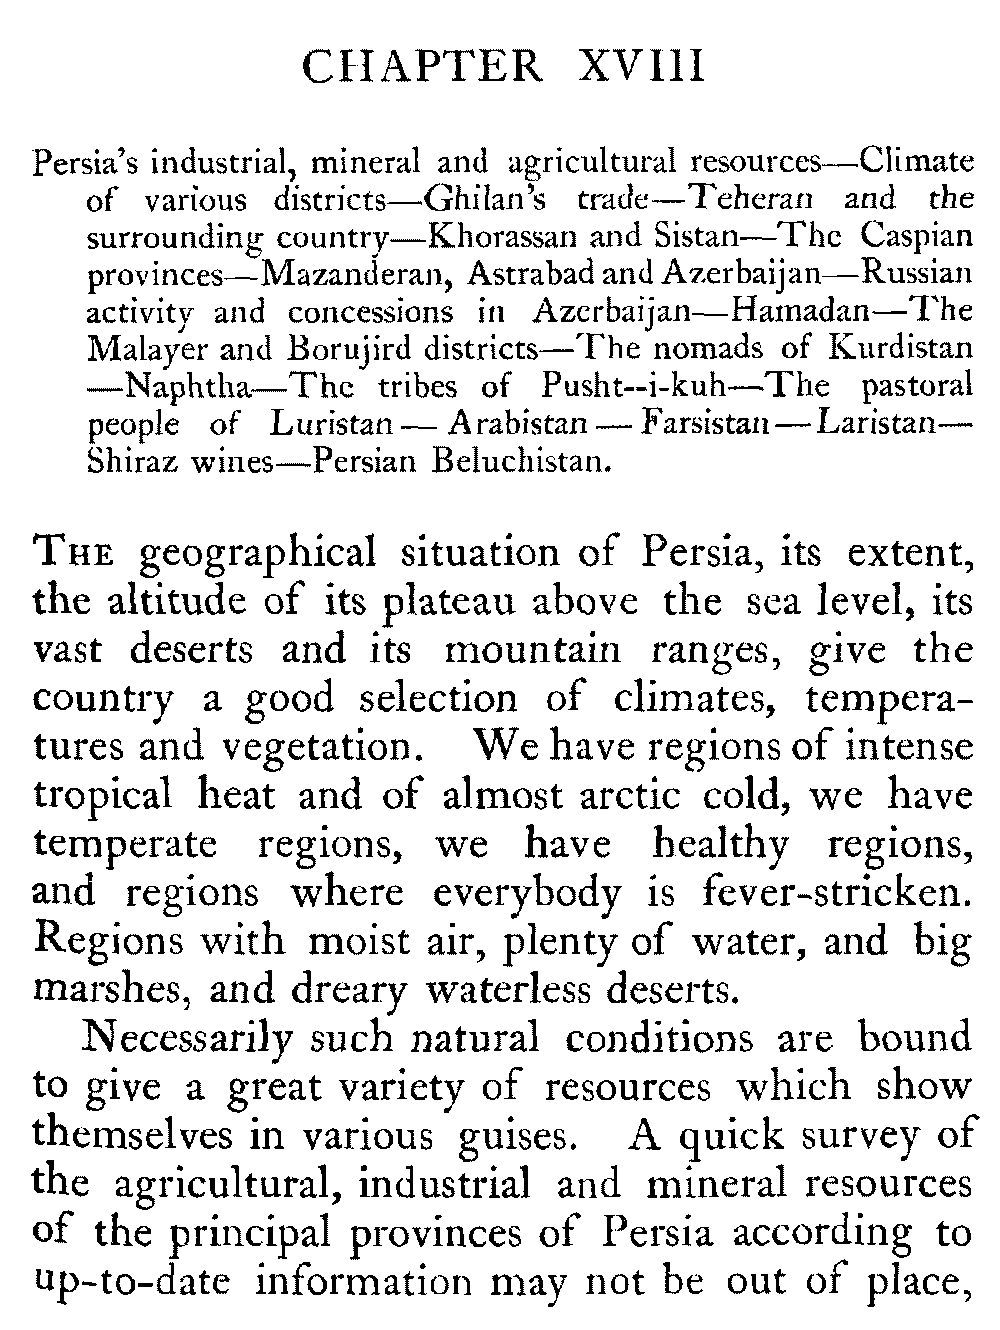 CHAPTER XVIII
Persia's industrial, mineral and agricultural resources—Climate
of various districts—Ghilan's trade—Teheran and the
surrounding country—Khorassan and Sistan—The Caspian
provinces—Mazanderan, Astrabad and Azerbaijan—Russian
activity and concessions in Azerbaijan—Hamadan—The
Malayer and Borujird districts—The nomads of Kurdistan
—Naphtha—The tribes of Pusht--i-kuh—The pastoral
people of Luristan — Arabistan — Farsistan — Laristan—
Shiraz wines—Persian Beluchistan.
THE geographical situation of Persia, its extent,
the altitude of its plateau above the sea level, its
vast deserts and its mountain ranges, give the
country a good selection of climates, tempera-
tures and vegetation. We have regions of intense
tropical heat and of almost arctic cold, we have
temperate regions, we have healthy regions,
and regions where everybody is fever-stricken.
Regions with moist air, plenty of water, and big
marshes, and dreary waterless deserts.
Necessarily such natural conditions are bound
to give a great variety of resources which show
themselves in various guises. A quick survey of
the agricultural, industrial and mineral resources
of the principal provinces of Persia according to
up-to-date information may not be out of place,